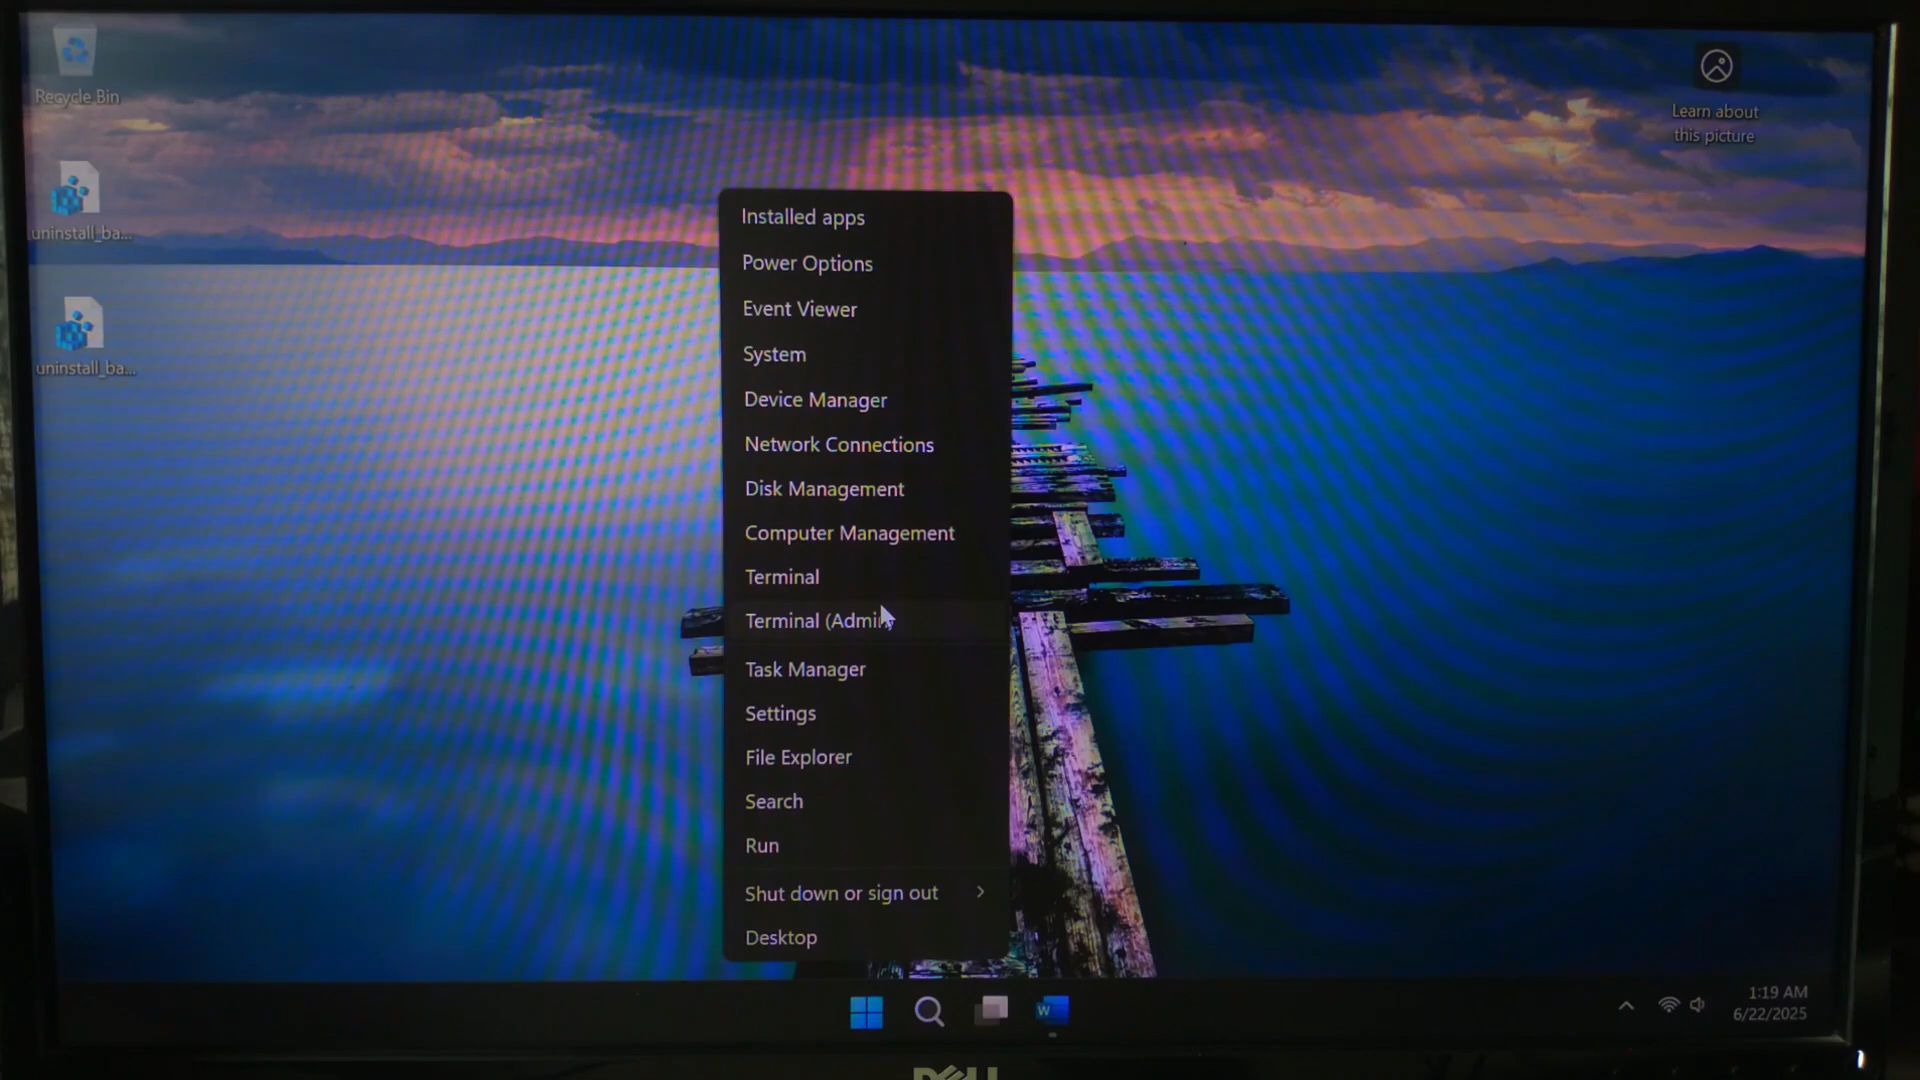 Recycle Bin
uninstall_ba...
uninstall_ba...
Learn about
this picture
Installed apps
Power Options
Event Viewer
System
Device Manager
Network Connections
Disk Management
Computer Management
Terminal
Terminal (Admin)
Task Manager
Settings
File Explorer
Search
Run
Shut down or sign out
Desktop
W
1:19 AM
6/22/2025
DELL